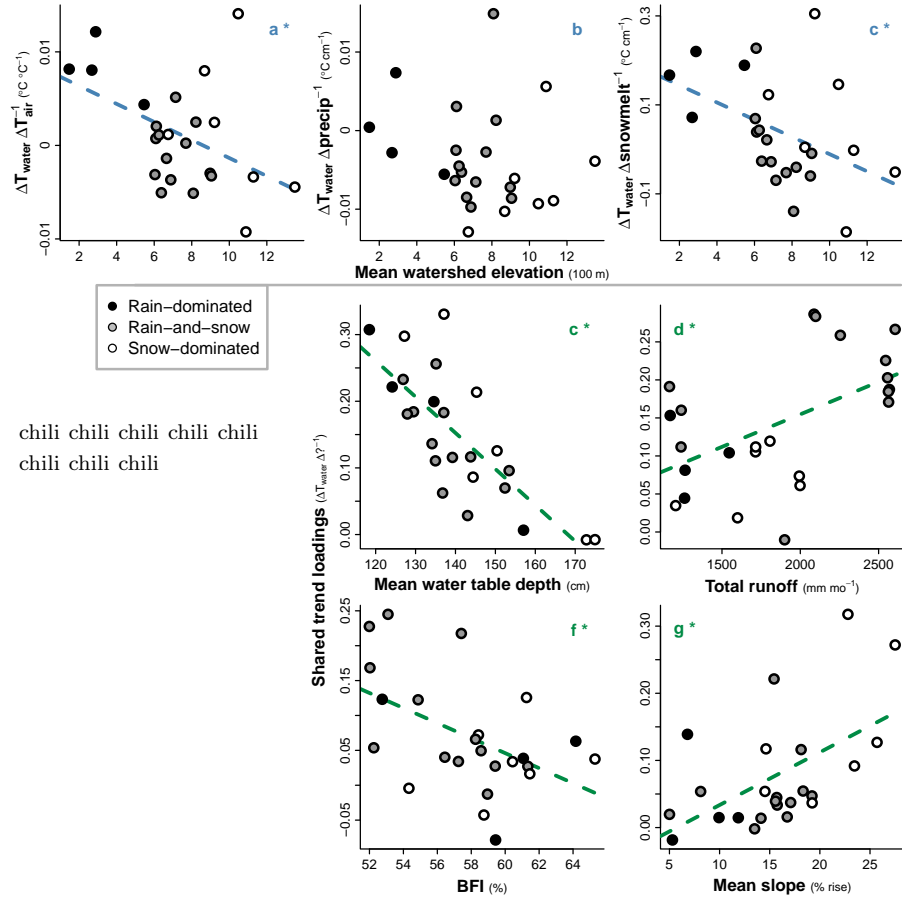 a *
b
c *
ΔT_water ΔT_air^−1 (°C °C^−1)
0.01
0
−0.01
2 4 6 8 10 12
ΔT_water Δprecip^−1 (°C cm^−1)
0.01
0
−0.01
2 4 6 8 10 12
ΔT_water Δsnowmelt^−1 (°C cm^−1)
0.3
0.1
−0.1
2 4 6 8 10 12
Mean watershed elevation (100 m)
Rain−dominated
Rain−and−snow
Snow−dominated
chili chili chili chili chili
chili chili chili
Shared trend loadings (ΔT_water Δ?^−1)
c *
0.30
0.20
0.10
0.00
120 130 140 150 160 170
Mean water table depth (cm)
d *
0.25
0.20
0.15
0.10
0.05
0.00
1500 2000 2500
Total runoff (mm mo^−1)
f *
0.25
0.15
0.05
−0.05
52 54 56 58 60 62 64
BFI (%)
g *
0.30
0.20
0.10
0.00
5 10 15 20 25
Mean slope (% rise)